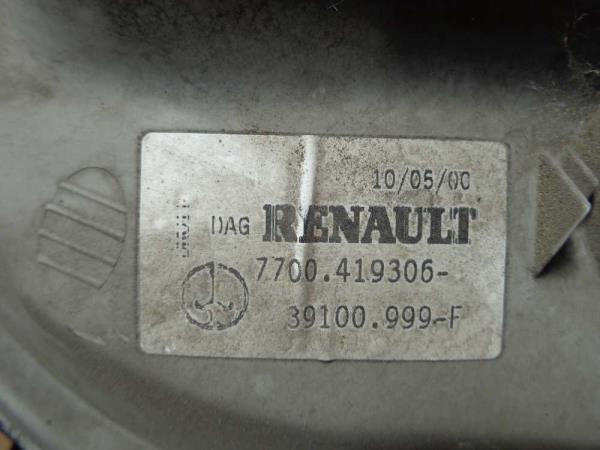 10/05/00
DAG RENAULT
7700.419306-
39100.999-F